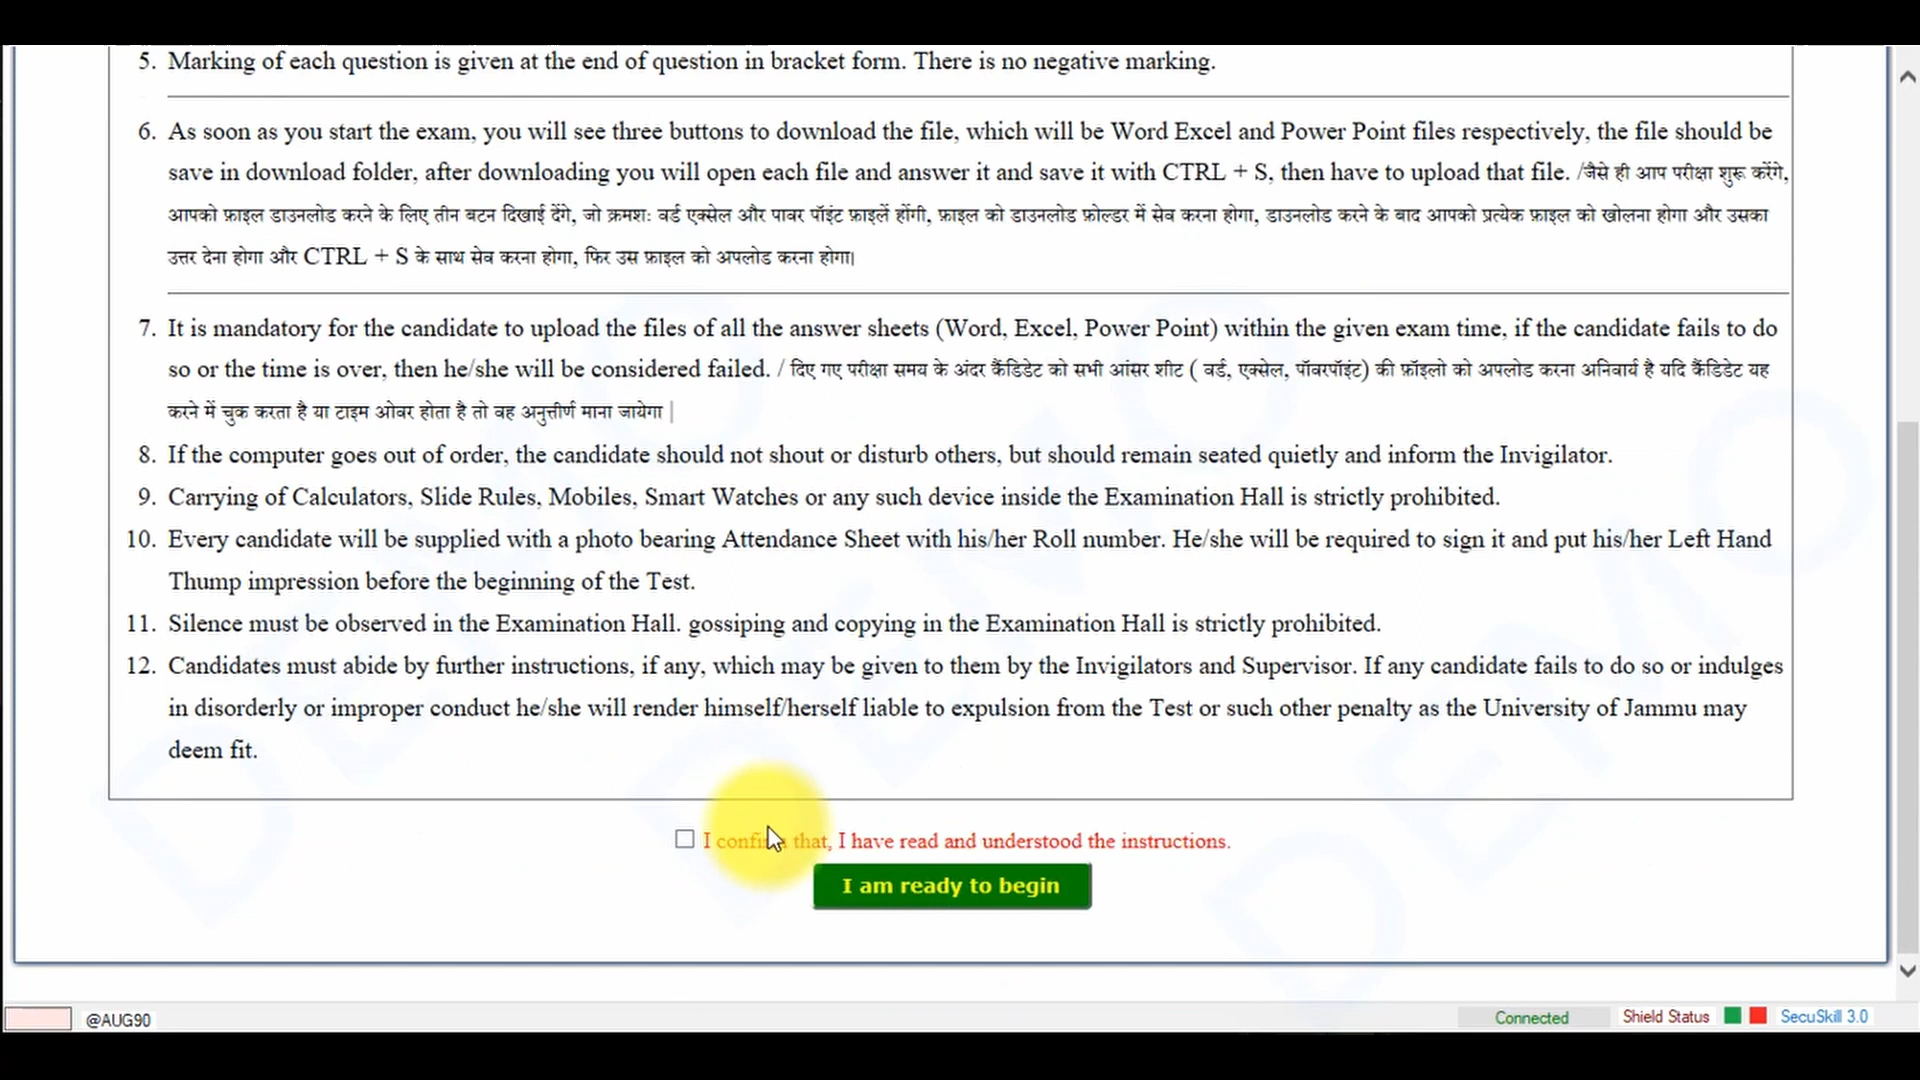 5. Marking of each question is given at the end of question in bracket form. There is no negative marking.
6. As soon as you start the exam, you will see three buttons to download the file, which will be Word Excel and Power Point files respectively, the file should be
save in download folder, after downloading you will open each file and answer it and save it with CTRL + S, then have to upload that file. /जैसे ही आप परीक्षा शुरू करेंगे,
आपको फ़ाइल डाउनलोड करने के लिए तीन बटन दिखाई देंगे, जो क्रमशः वर्ड एक्सेल और पावर पॉइंट फ़ाइलें होंगी, फ़ाइल को डाउनलोड फ़ोल्डर में सेव करना होगा, डाउनलोड करने के बाद आपको प्रत्येक फ़ाइल को खोलना होगा और उसका
उत्तर देना होगा और CTRL + S के साथ सेव करना होगा, फिर उस फ़ाइल को अपलोड करना होगा।
7. It is mandatory for the candidate to upload the files of all the answer sheets (Word, Excel, Power Point) within the given exam time, if the candidate fails to do
so or the time is over, then he/she will be considered failed. / दिए गए परीक्षा समय के अंदर कैंडिडेट को सभी आंसर शीट ( वर्ड, एक्सेल, पॉवरपॉइंट) की फ़ॉइलो को अपलोड करना अनिवार्य है यदि कैंडिडेट यह
करने में चुक करता है या टाइम ओवर होता है तो वह अनुत्तीर्ण माना जायेगा |
8. If the computer goes out of order, the candidate should not shout or disturb others, but should remain seated quietly and inform the Invigilator.
9. Carrying of Calculators, Slide Rules, Mobiles, Smart Watches or any such device inside the Examination Hall is strictly prohibited.
10. Every candidate will be supplied with a photo bearing Attendance Sheet with his/her Roll number. He/she will be required to sign it and put his/her Left Hand
Thump impression before the beginning of the Test.
11. Silence must be observed in the Examination Hall. gossiping and copying in the Examination Hall is strictly prohibited.
12. Candidates must abide by further instructions, if any, which may be given to them by the Invigilators and Supervisor. If any candidate fails to do so or indulges
in disorderly or improper conduct he/she will render himself/herself liable to expulsion from the Test or such other penalty as the University of Jammu may
deem fit.
I confirm that, I have read and understood the instructions.
I am ready to begin
@AUG90 Connected Shield Status SecuSkill 3.0
DEMO DEMO DEMO